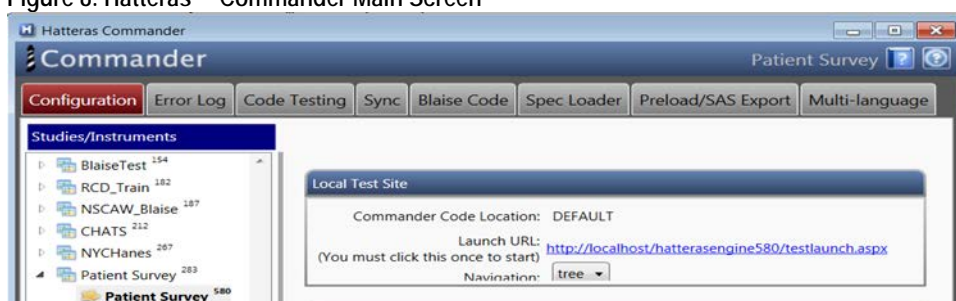 Figure 6. Hatteras Commander Main Screen
Hatteras Commander
Commander
Patient Survey
Configuration Error Log Code Testing Sync Blaise Code Spec Loader Preload/SAS Export Multi-language
Studies/Instruments
BlaiseTest 154
RCD_Train 182
NSCAW_Blaise 187
CHATS 212
NYCHanes 267
Patient Survey 283
Patient Survey 580
Local Test Site
Commander Code Location: DEFAULT
Launch URL: http://localhost/hatterasengine580/testlaunch.aspx
(You must click this once to start)
Navigation: tree